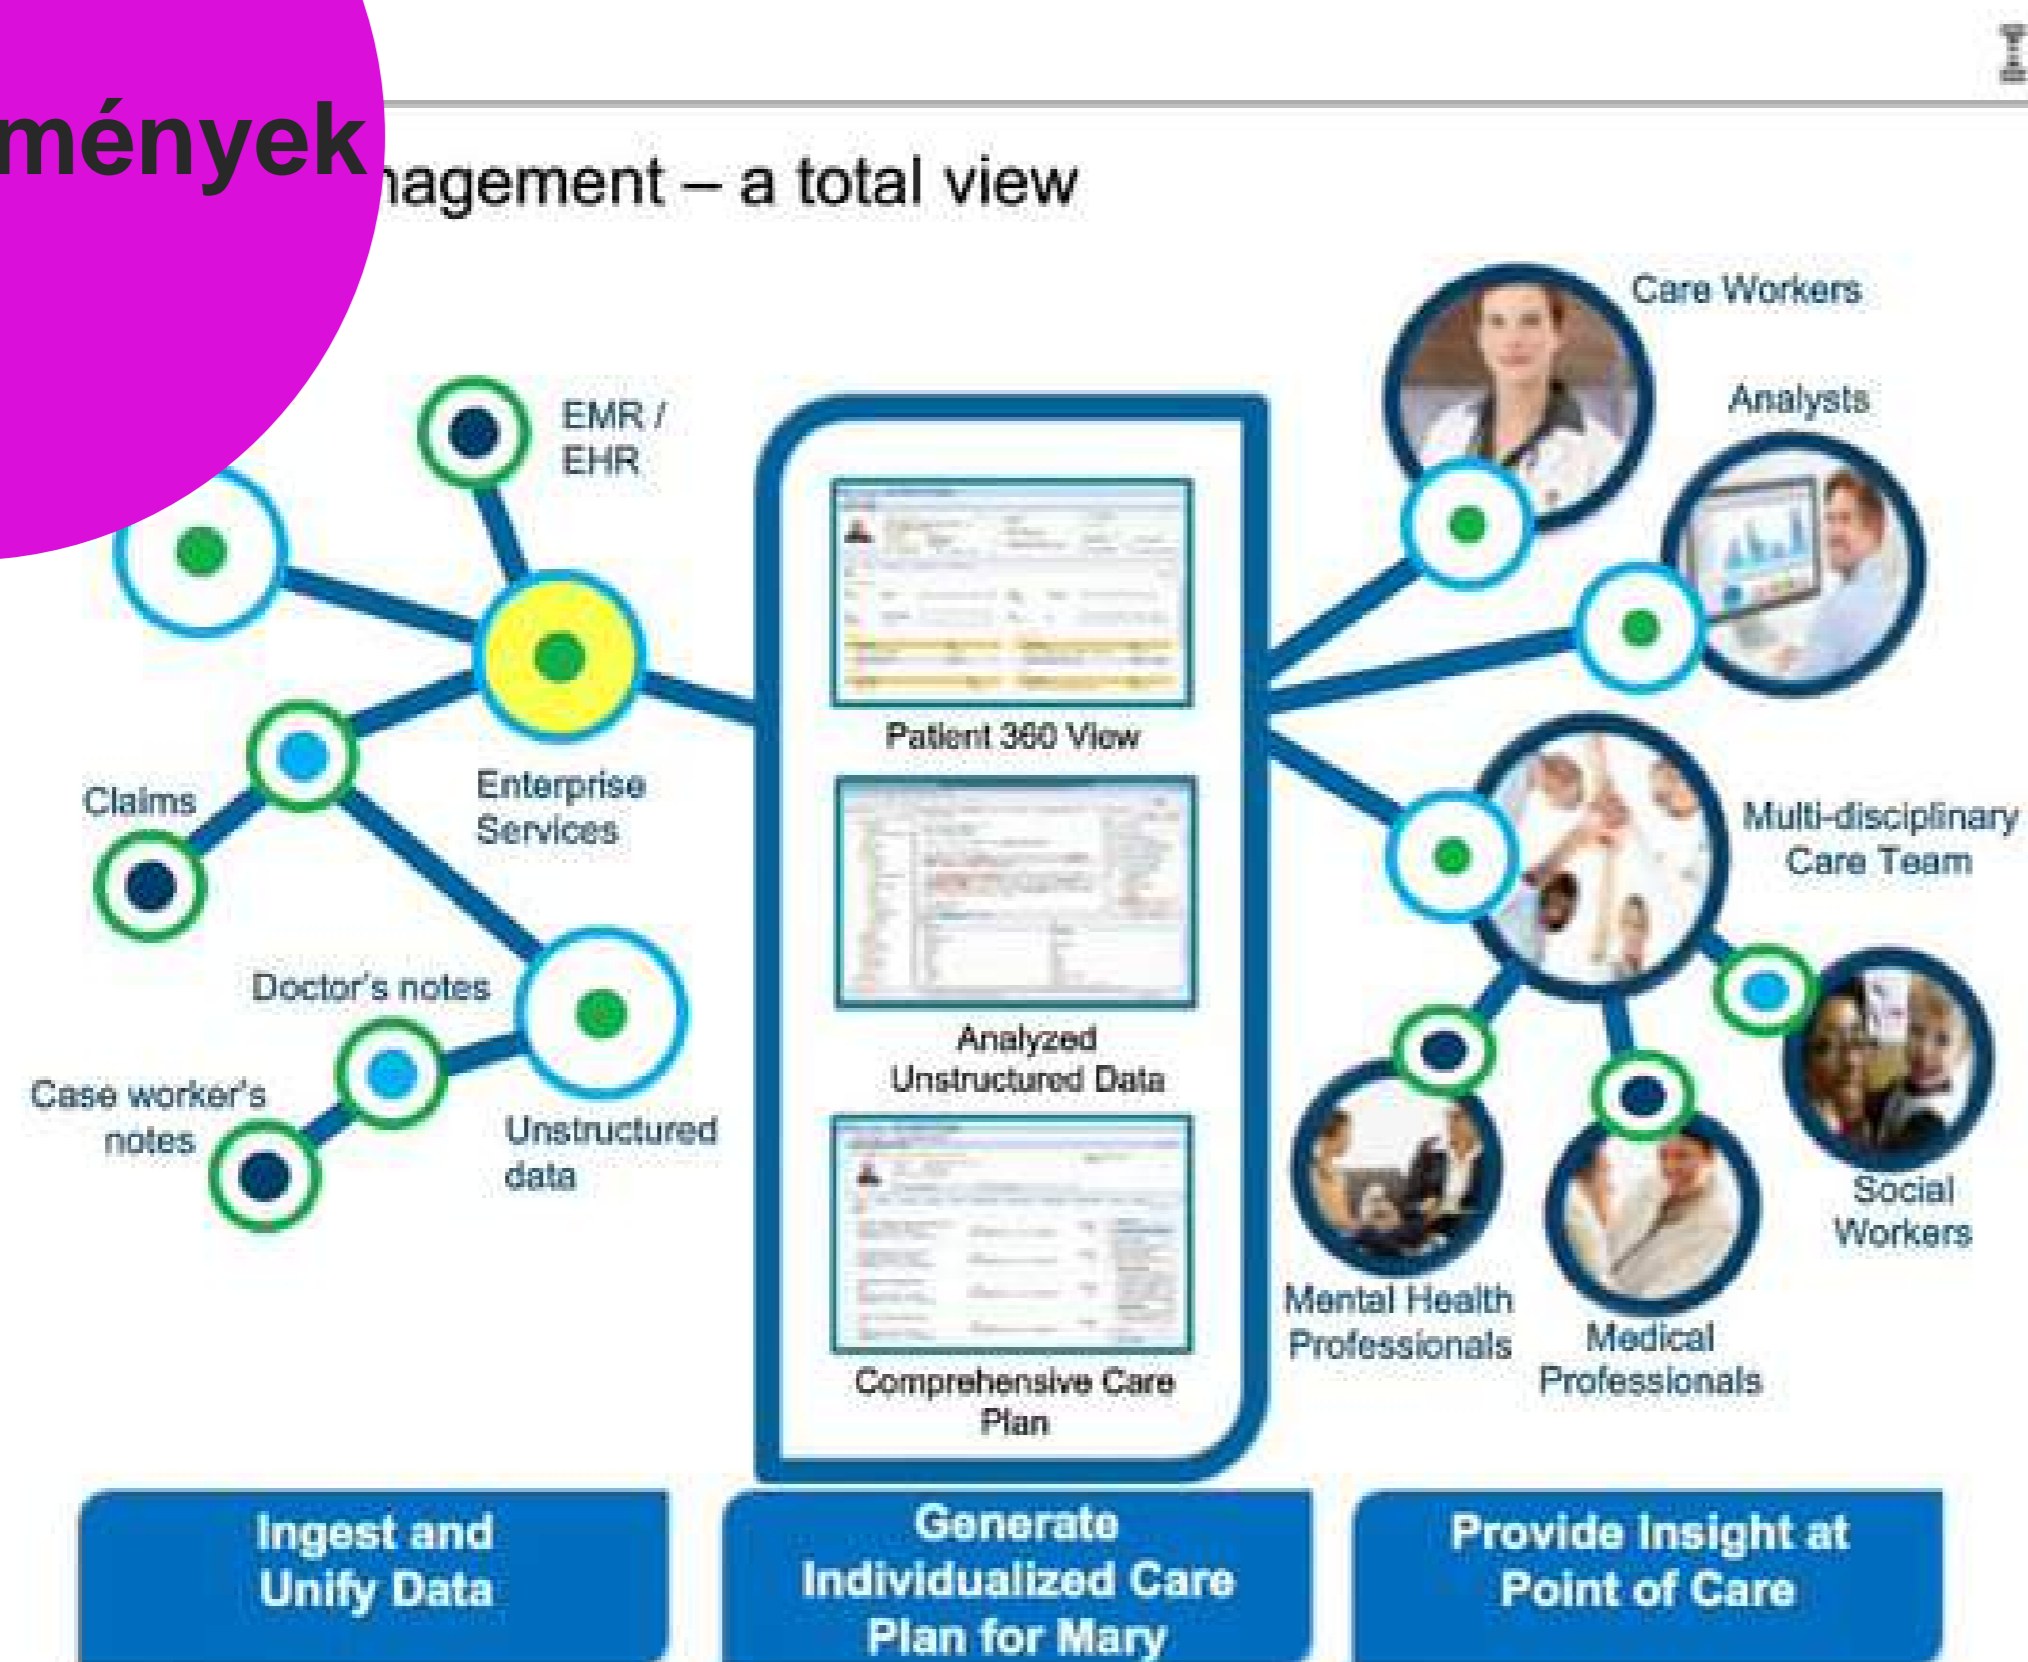 mények
nagement – a total view
Care Workers
Analysts
EMR /
EHR
Patient 360 View
Enterprise
Services
Claims
Multi-disciplinary
Care Team
Doctor's notes
Analyzed
Unstructured Data
Case worker's
notes
Unstructured
data
Social
Workers
Mental Health
Professionals
Medical
Professionals
Comprehensive Care
Plan
Ingest and
Unify Data
Generate
Individualized Care
Plan for Mary
Provide Insight at
Point of Care